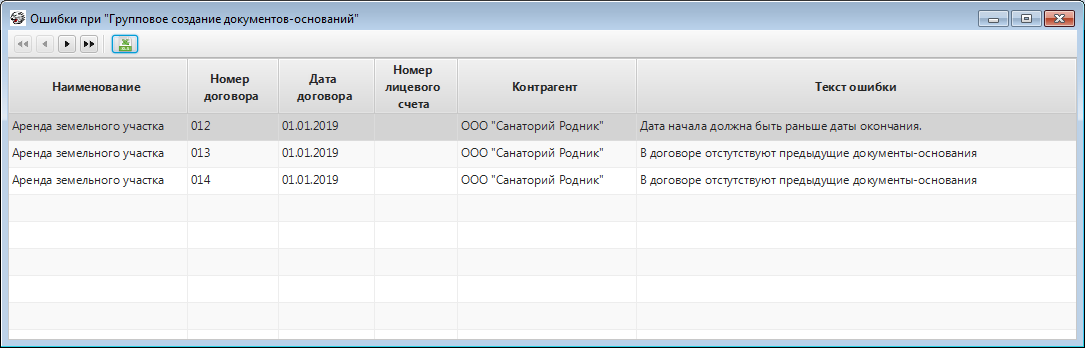 Ошибки при "Групповое создание документов-оснований"
Наименование
Номер
договора
Дата
договора
Номер
лицевого
счета
Контрагент
Текст ошибки
Аренда земельного участка 012 01.01.2019 ООО "Санаторий Родник" Дата начала должна быть раньше даты окончания.
Аренда земельного участка 013 01.01.2019 ООО "Санаторий Родник" В договоре отстутствуют предыдущие документы-основания
Аренда земельного участка 014 01.01.2019 ООО "Санаторий Родник" В договоре отстутствуют предыдущие документы-основания